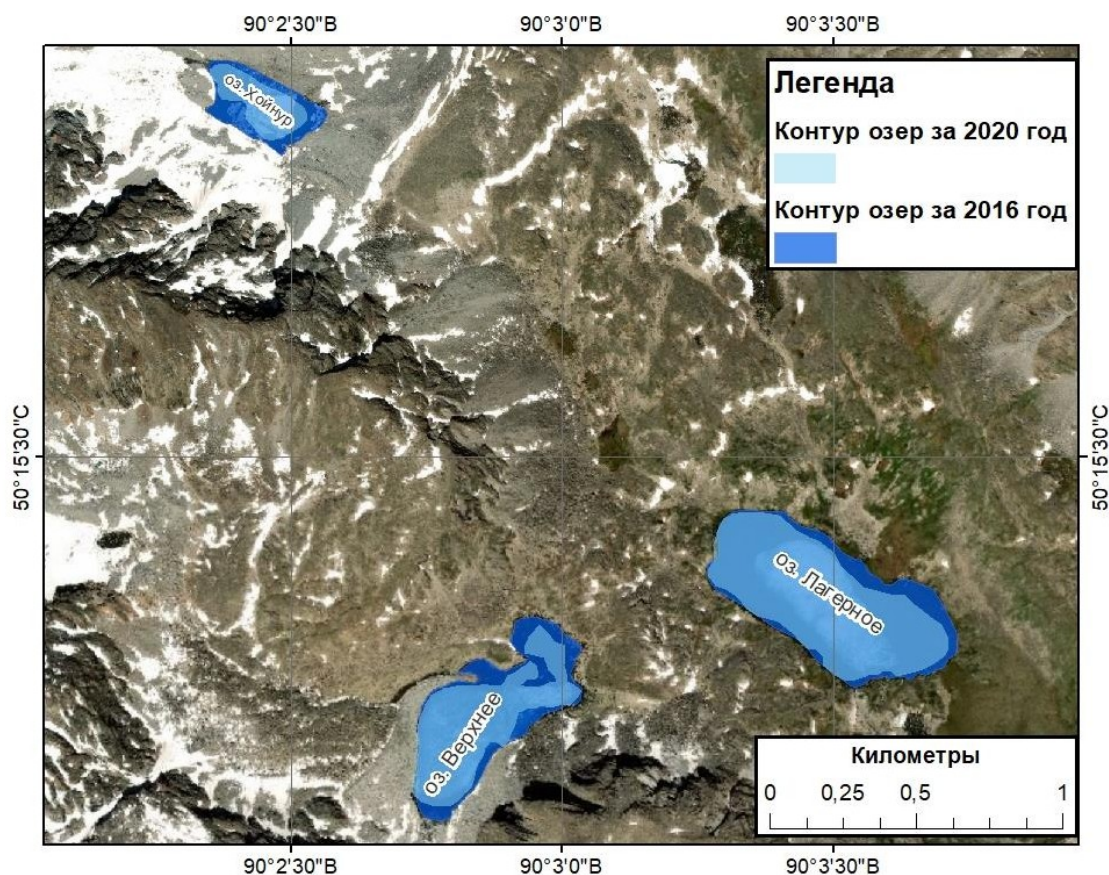 90°2'30"В 90°3'0"В 90°3'30"В
оз. Хойнур
Легенда
Контур озер за 2020 год
Контур озер за 2016 год
50°15'30"С 50°15'30"С
оз. Лагерное
оз. Верхнее
Километры
0 0,25 0,5 1
90°2'30"В 90°3'0"В 90°3'30"В